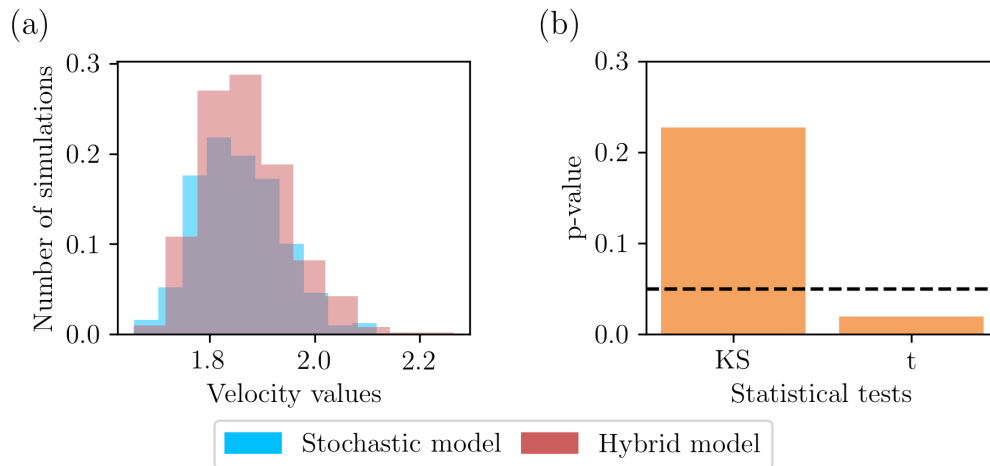 (a)
Number of simulations
0.3
0.2
0.1
0.0
1.8 2.0 2.2
Velocity values
(b)
p-value
0.3
0.2
0.1
0.0
KS t
Statistical tests
Stochastic model Hybrid model